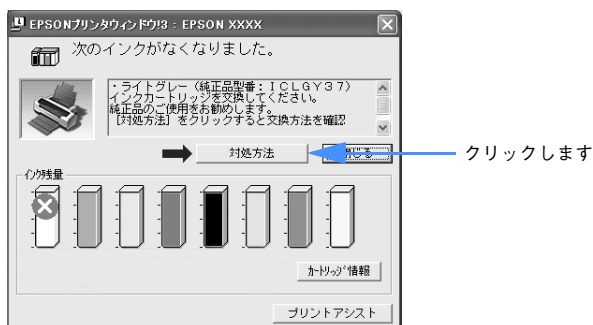 EPSONプリンタウィンドウ!3 : EPSON XXXX
次のインクがなくなりました。
・ライトグレー（純正品型番：ＩＣＬＧＹ３７）
インクカートリッジを交換してください。
純正品のご使用をお勧めします。
［対処方法］をクリックすると交換方法を確認
対処方法
閉じる
クリックします
インク残量
カートリッジ情報
プリントアシスト